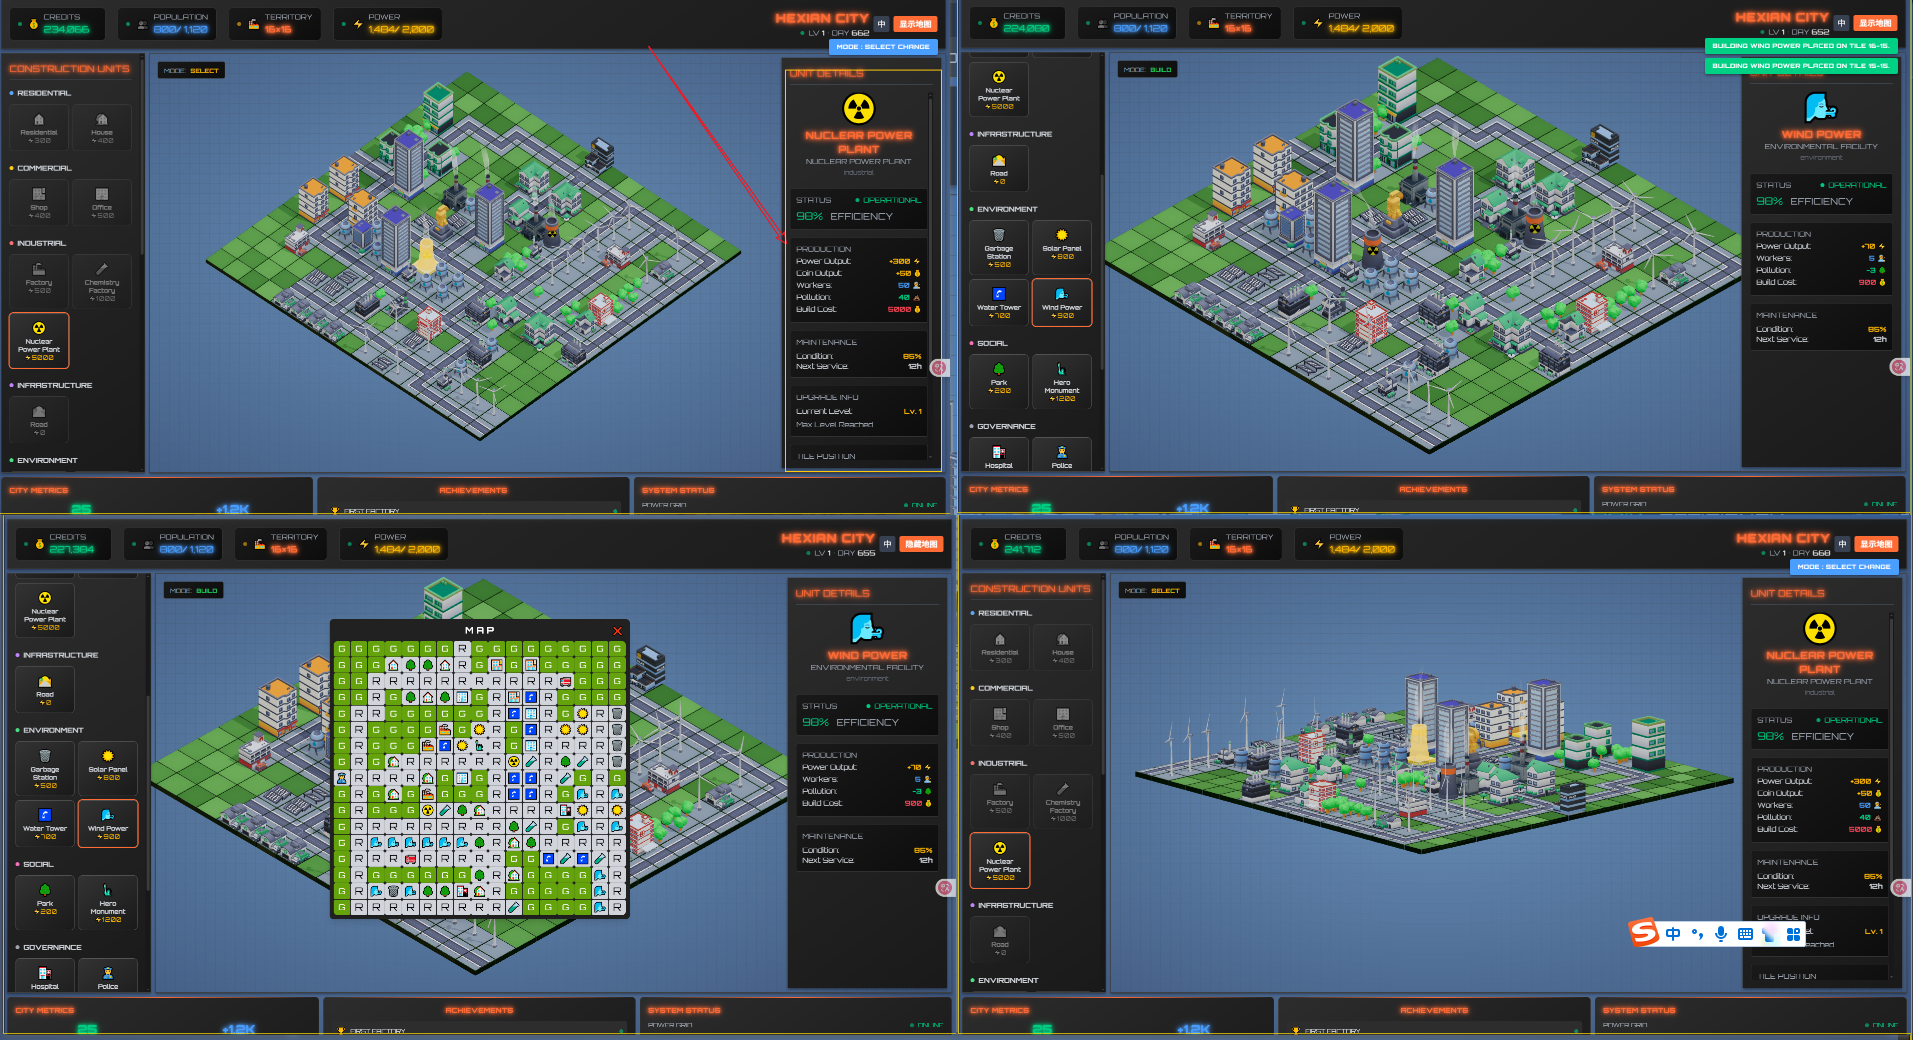 CREDITS
234,066
POPULATION
800/1,120
TERRITORY
16x16
POWER
1,484/2,000
HEXIAN CITY
LV 1 · DAY 662
中
显示地图
MODE : SELECT CHANGE
CONSTRUCTION UNITS
RESIDENTIAL
Residential
300
House
400
COMMERCIAL
Shop
400
Office
500
INDUSTRIAL
Factory
500
Chemistry Factory
1000
Nuclear Power Plant
5000
INFRASTRUCTURE
Road
0
ENVIRONMENT
MODE: SELECT
UNIT DETAILS
NUCLEAR POWER PLANT
NUCLEAR POWER PLANT
industrial
STATUS
OPERATIONAL
98% EFFICIENCY
PRODUCTION
Power Output: +300
Coin Output: +50
Workers: 50
Pollution: 40
Build Cost: 5000
MAINTENANCE
Condition: 85%
Next Service: 12h
UPGRADE INFO
Current Level: Lv. 1
Max Level Reached
TILE POSITION
CITY METRICS
25
+1.2K
ACHIEVEMENTS
FIRST FACTORY
SYSTEM STATUS
POWER GRID
ONLINE
CREDITS
224,080
POPULATION
800/1,120
TERRITORY
16x16
POWER
1,484/2,000
HEXIAN CITY
LV 1 · DAY 652
中
显示地图
BUILDING WIND POWER PLACED ON TILE 16-15.
BUILDING WIND POWER PLACED ON TILE 15-15.
Nuclear Power Plant
5000
INFRASTRUCTURE
Road
0
ENVIRONMENT
Garbage Station
500
Solar Panel
800
Water Tower
700
Wind Power
900
SOCIAL
Park
200
Hero Monument
1200
GOVERNANCE
Hospital
Police
MODE: BUILD
WIND POWER
ENVIRONMENTAL FACILITY
environment
STATUS
OPERATIONAL
98% EFFICIENCY
PRODUCTION
Power Output: +70
Workers: 5
Pollution: -3
Build Cost: 900
MAINTENANCE
Condition: 85%
Next Service: 12h
CITY METRICS
25
+1.2K
ACHIEVEMENTS
FIRST FACTORY
SYSTEM STATUS
POWER GRID
ONLINE
CREDITS
227,384
POPULATION
800/1,120
TERRITORY
16x16
POWER
1,484/2,000
HEXIAN CITY
LV 1 · DAY 655
中
隐藏地图
Nuclear Power Plant
5000
INFRASTRUCTURE
Road
0
ENVIRONMENT
Garbage Station
500
Solar Panel
800
Water Tower
700
Wind Power
900
SOCIAL
Park
200
Hero Monument
1200
GOVERNANCE
Hospital
Police
MODE: BUILD
MAP
UNIT DETAILS
WIND POWER
ENVIRONMENTAL FACILITY
environment
STATUS
OPERATIONAL
98% EFFICIENCY
PRODUCTION
Power Output: +70
Workers: 5
Pollution: -3
Build Cost: 900
MAINTENANCE
Condition: 85%
Next Service: 12h
CITY METRICS
25
+1.2K
ACHIEVEMENTS
FIRST FACTORY
SYSTEM STATUS
POWER GRID
ONLINE
CREDITS
241,712
POPULATION
800/1,120
TERRITORY
16x16
POWER
1,484/2,000
HEXIAN CITY
LV 1 · DAY 668
中
显示地图
MODE : SELECT CHANGE
CONSTRUCTION UNITS
RESIDENTIAL
Residential
300
House
400
COMMERCIAL
Shop
400
Office
500
INDUSTRIAL
Factory
500
Chemistry Factory
1000
Nuclear Power Plant
5000
INFRASTRUCTURE
Road
0
ENVIRONMENT
MODE: SELECT
UNIT DETAILS
NUCLEAR POWER PLANT
NUCLEAR POWER PLANT
industrial
STATUS
OPERATIONAL
98% EFFICIENCY
PRODUCTION
Power Output: +300
Coin Output: +50
Workers: 50
Pollution: 40
Build Cost: 5000
MAINTENANCE
Condition: 85%
Next Service: 12h
UPGRADE INFO
Lv. 1
TILE POSITION
中
CITY METRICS
25
+1.2K
ACHIEVEMENTS
FIRST FACTORY
SYSTEM STATUS
POWER GRID
ONLINE